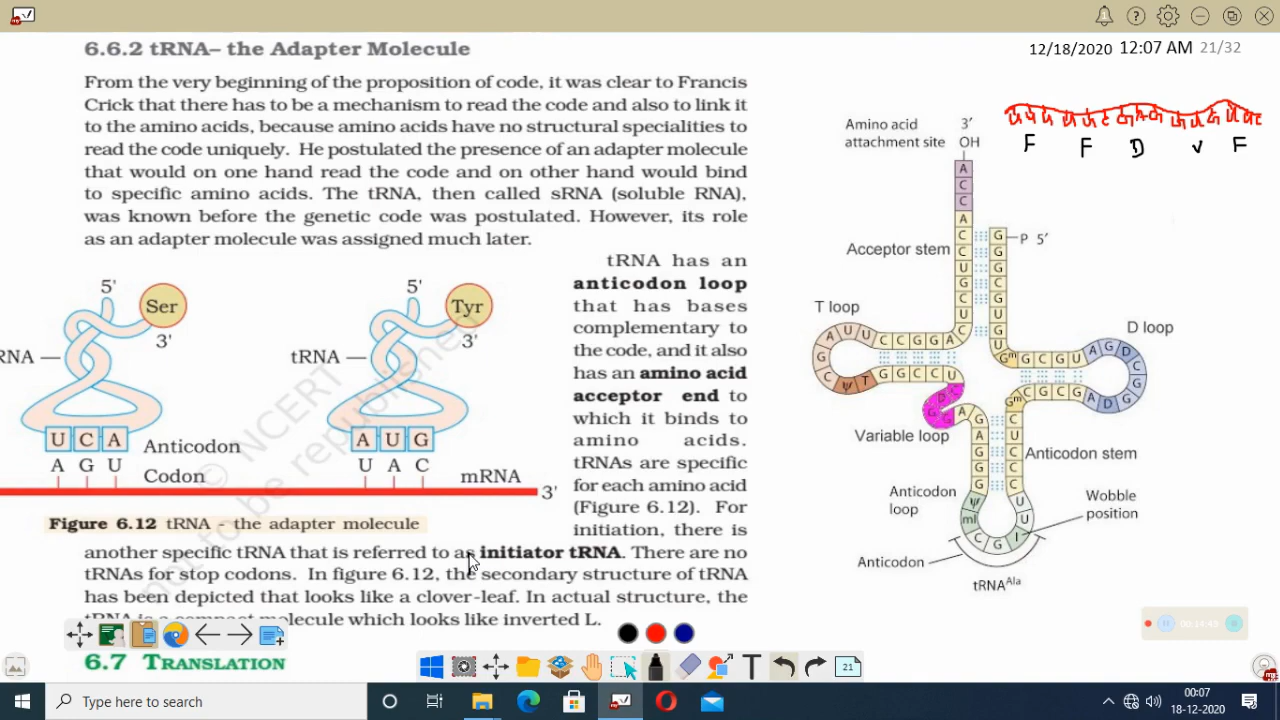 12/18/2020 12:07 AM 21/32
6.6.2 tRNA– the Adapter Molecule
From the very beginning of the proposition of code, it was clear to Francis
Crick that there has to be a mechanism to read the code and also to link it
to the amino acids, because amino acids have no structural specialities to
read the code uniquely. He postulated the presence of an adapter molecule
that would on one hand read the code and on other hand would bind
to specific amino acids. The tRNA, then called sRNA (soluble RNA),
was known before the genetic code was postulated. However, its role
as an adapter molecule was assigned much later.
tRNA has an
anticodon loop
that has bases
complementary to
the code, and it also
has an amino acid
acceptor end to
which it binds to
amino acids.
tRNAs are specific
for each amino acid
(Figure 6.12). For
initiation, there is
5' Ser 3'
5' Tyr 3'
RNA
tRNA
U C A Anticodon
A U G
A G U Codon
U A C mRNA
3'
Figure 6.12 tRNA - the adapter molecule
© NCERT
not to be republished
another specific tRNA that is referred to as initiator tRNA. There are no
tRNAs for stop codons. In figure 6.12, the secondary structure of tRNA
has been depicted that looks like a clover-leaf. In actual structure, the
tRNA is a compact molecule which looks like inverted L.
6.7 TRANSLATION
F F D V F
Amino acid
attachment site
3′
OH
A
C
C
A
C
C
U
G
C
U
C
Acceptor stem
G P 5′
G
G
C
G
U
G
U
T loop
D loop
Variable loop
Anticodon stem
Anticodon
loop
Wobble
position
Anticodon
tRNAAla
00:11:45
T
21
Type here to search
00:07
18-12-2020